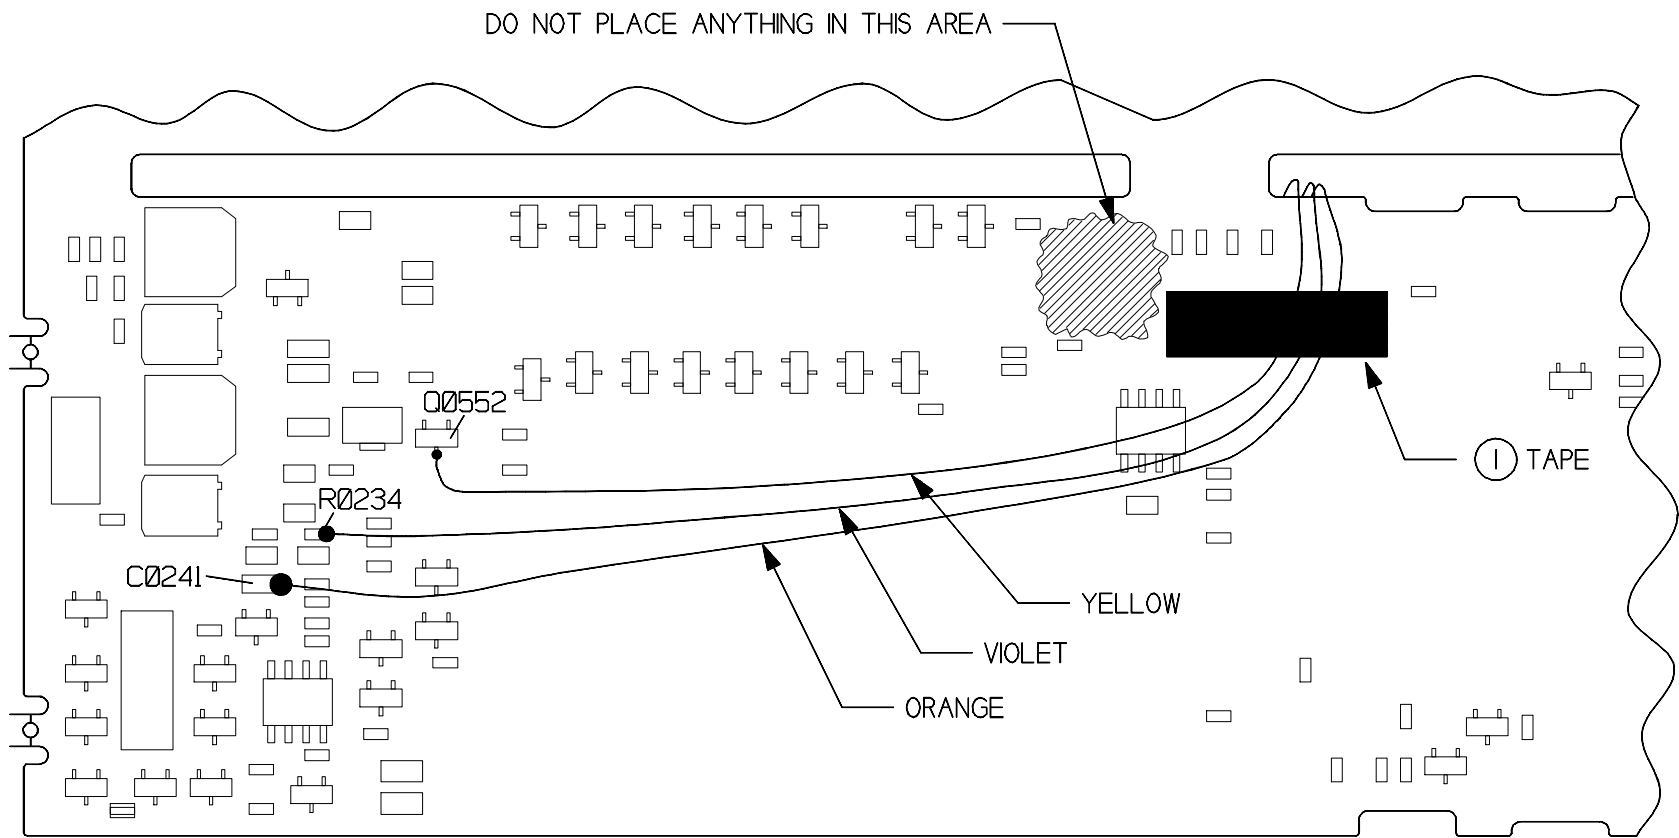 DO NOT PLACE ANYTHING IN THIS AREA
Q0552
1 TAPE
R0234
C0241
YELLOW
VIOLET
ORANGE